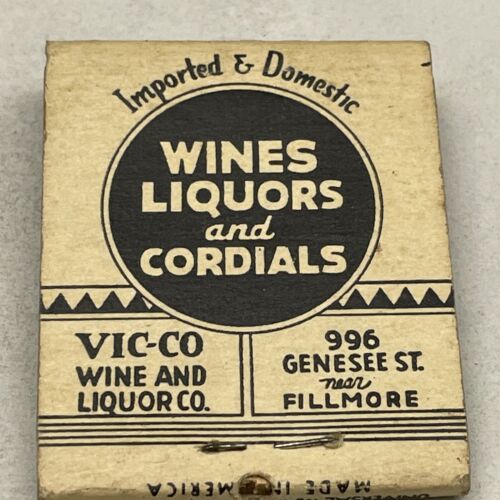 Imported & Domestic
WINES
LIQUORS
and
CORDIALS
VIC-CO
WINE AND
LIQUOR CO.
996
GENESEE ST.
near
FILLMORE
MADE IN AMERICA